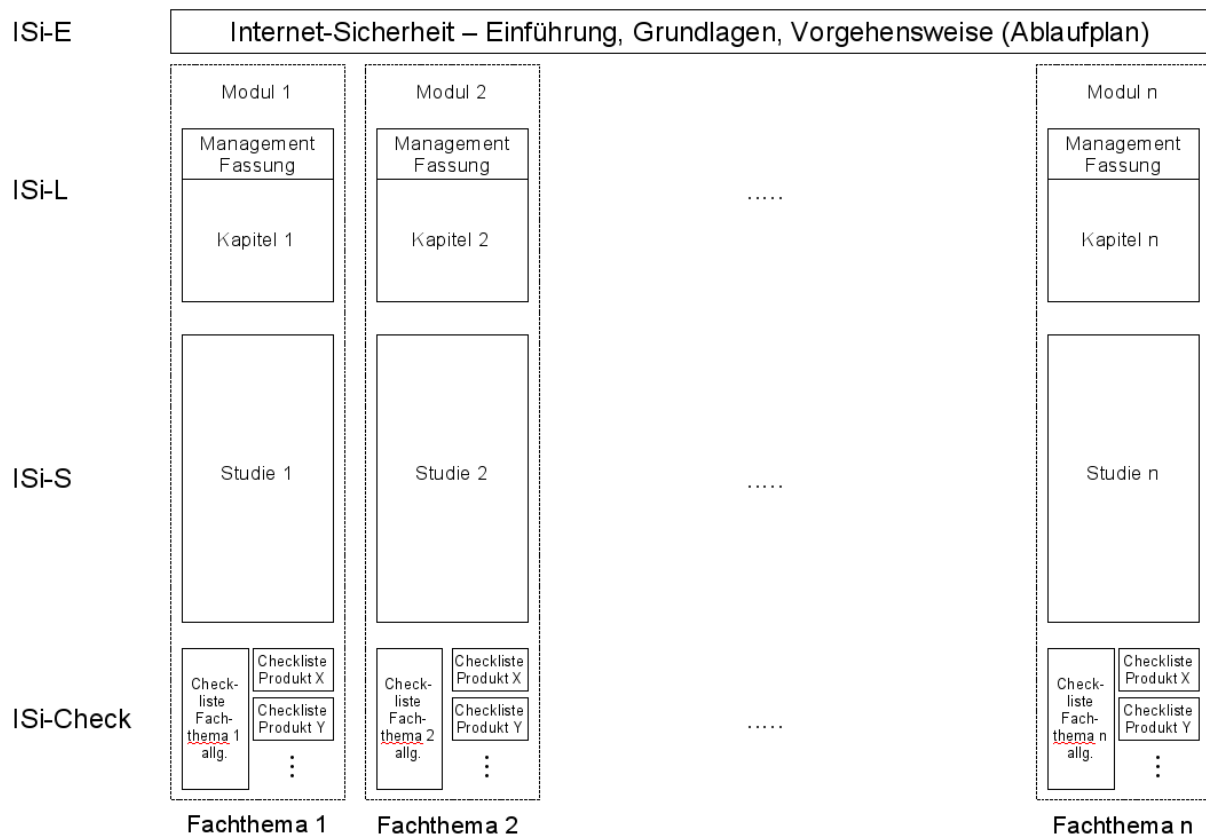 ISi-E
Internet-Sicherheit – Einführung, Grundlagen, Vorgehensweise (Ablaufplan)
Modul 1
Modul 2
Modul n
ISi-L
Management
Fassung
Kapitel 1
Management
Fassung
Kapitel 2
.....
Management
Fassung
Kapitel n
ISi-S
Studie 1
Studie 2
.....
Studie n
ISi-Check
Check-
liste
Fach-
thema 1
allg.
Checkliste
Produkt X
Checkliste
Produkt Y
⋮
Check-
liste
Fach-
thema 2
allg.
Checkliste
Produkt X
Checkliste
Produkt Y
⋮
.....
Check-
liste
Fach-
thema n
allg.
Checkliste
Produkt X
Checkliste
Produkt Y
⋮
Fachthema 1
Fachthema 2
Fachthema n